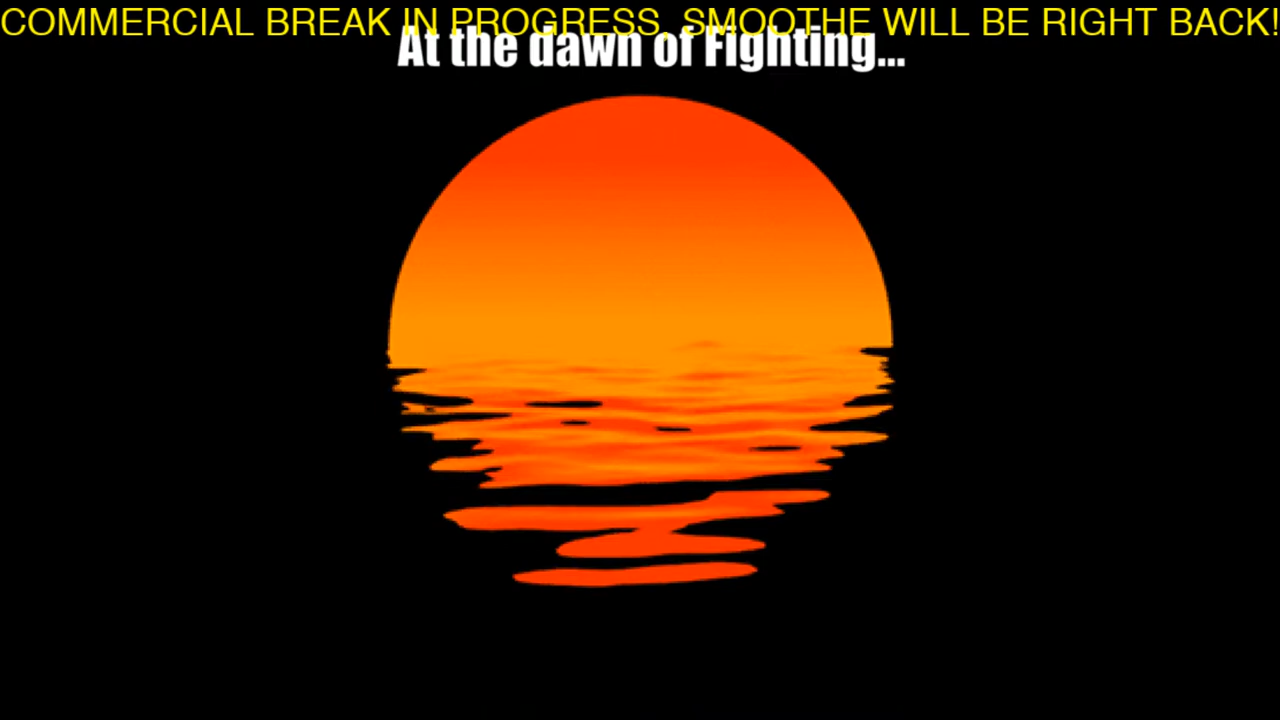 COMMERCIAL BREAK IN PROGRESS, SMOOTHE WILL BE RIGHT BACK!
At the dawn of Fighting...